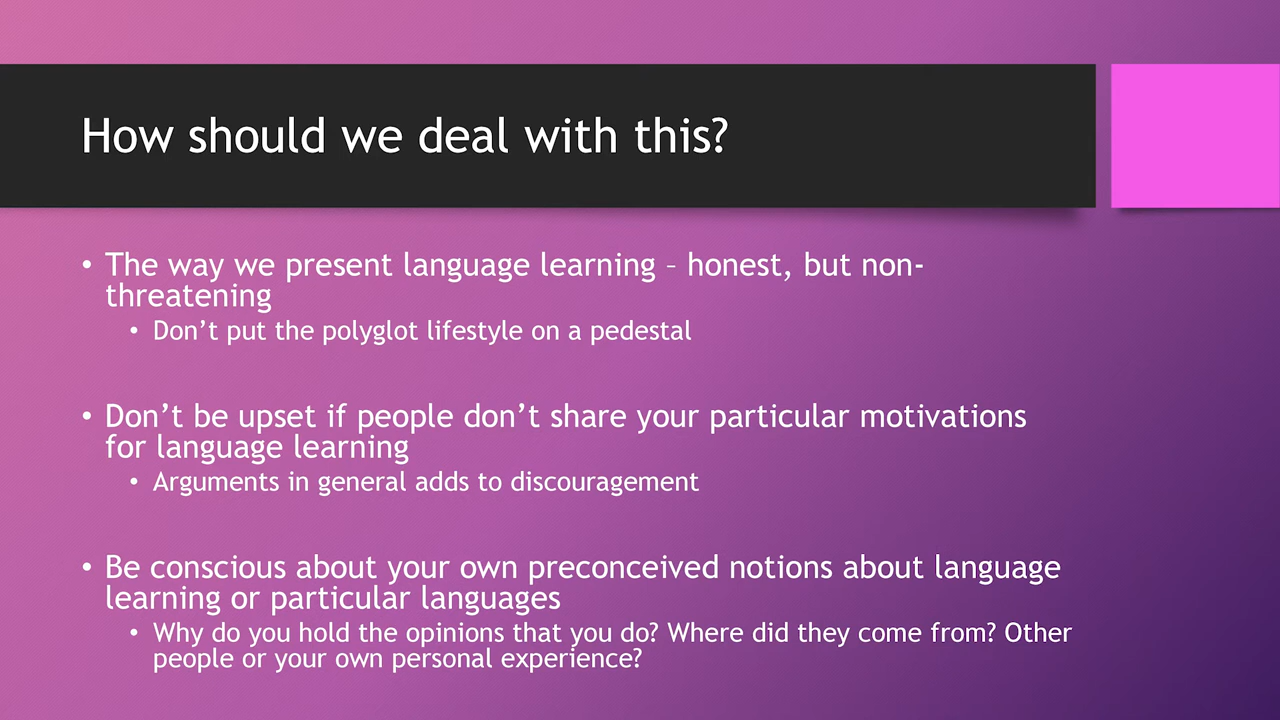 How should we deal with this?
• The way we present language learning – honest, but non-
threatening
• Don’t put the polyglot lifestyle on a pedestal
• Don’t be upset if people don’t share your particular motivations
for language learning
• Arguments in general adds to discouragement
• Be conscious about your own preconceived notions about language
learning or particular languages
• Why do you hold the opinions that you do? Where did they come from? Other
people or your own personal experience?